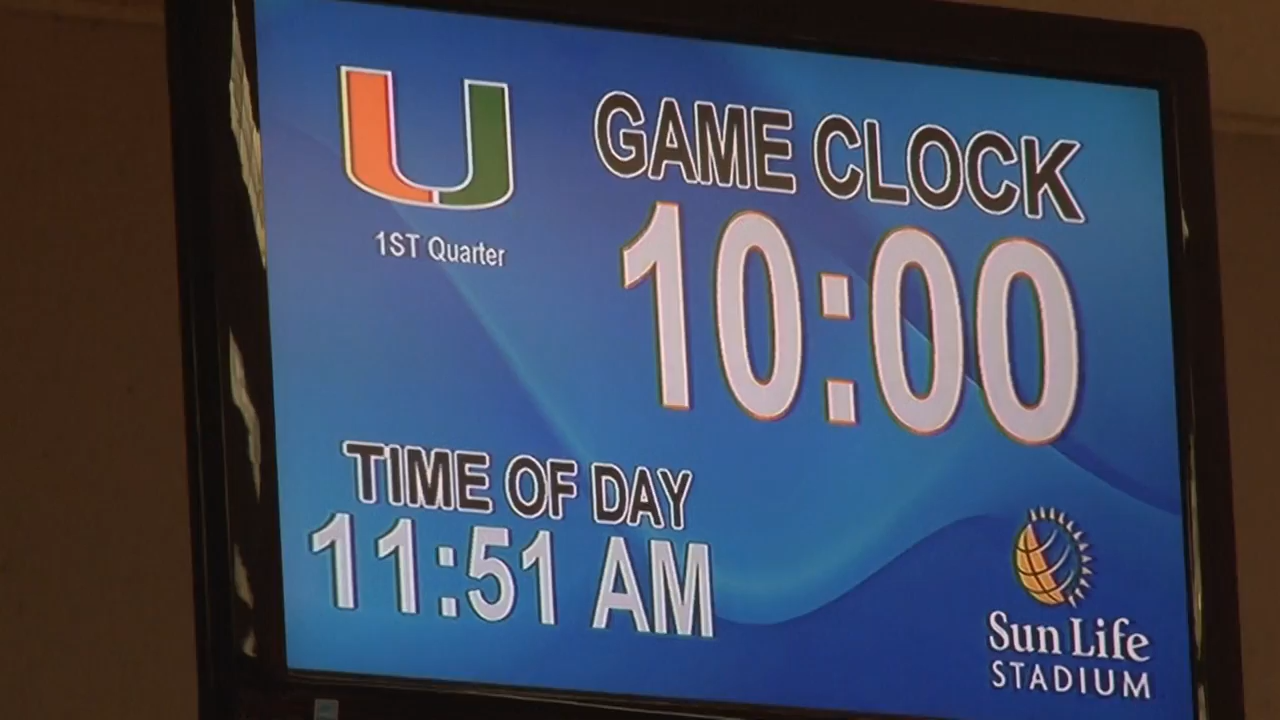 U
1ST Quarter
GAME CLOCK
10:00
TIME OF DAY
11:51 AM
Sun Life
STADIUM